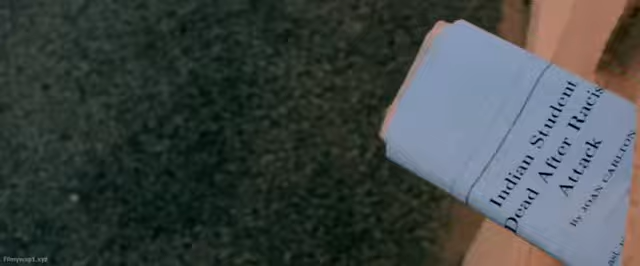 Indian Student
Dead After Racis
Attack
By JOAN CARLTON
Filmywap1.xyz